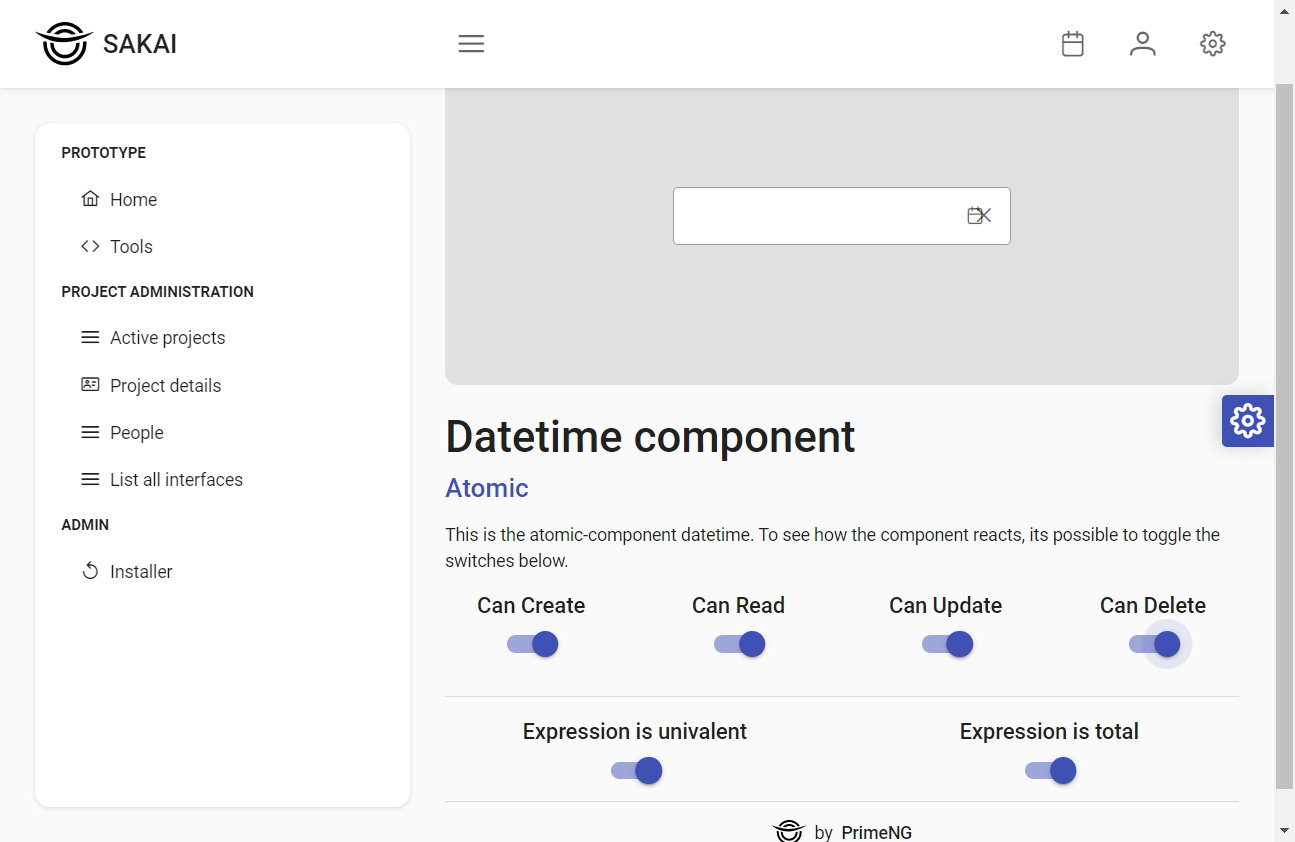 SAKAI
PROTOTYPE
Home
Tools
PROJECT ADMINISTRATION
Active projects
Project details
People
List all interfaces
ADMIN
Installer
Datetime component
Atomic
This is the atomic-component datetime. To see how the component reacts, its possible to toggle the
switches below.
Can Create
Can Read
Can Update
Can Delete
Expression is univalent
Expression is total
by PrimeNG